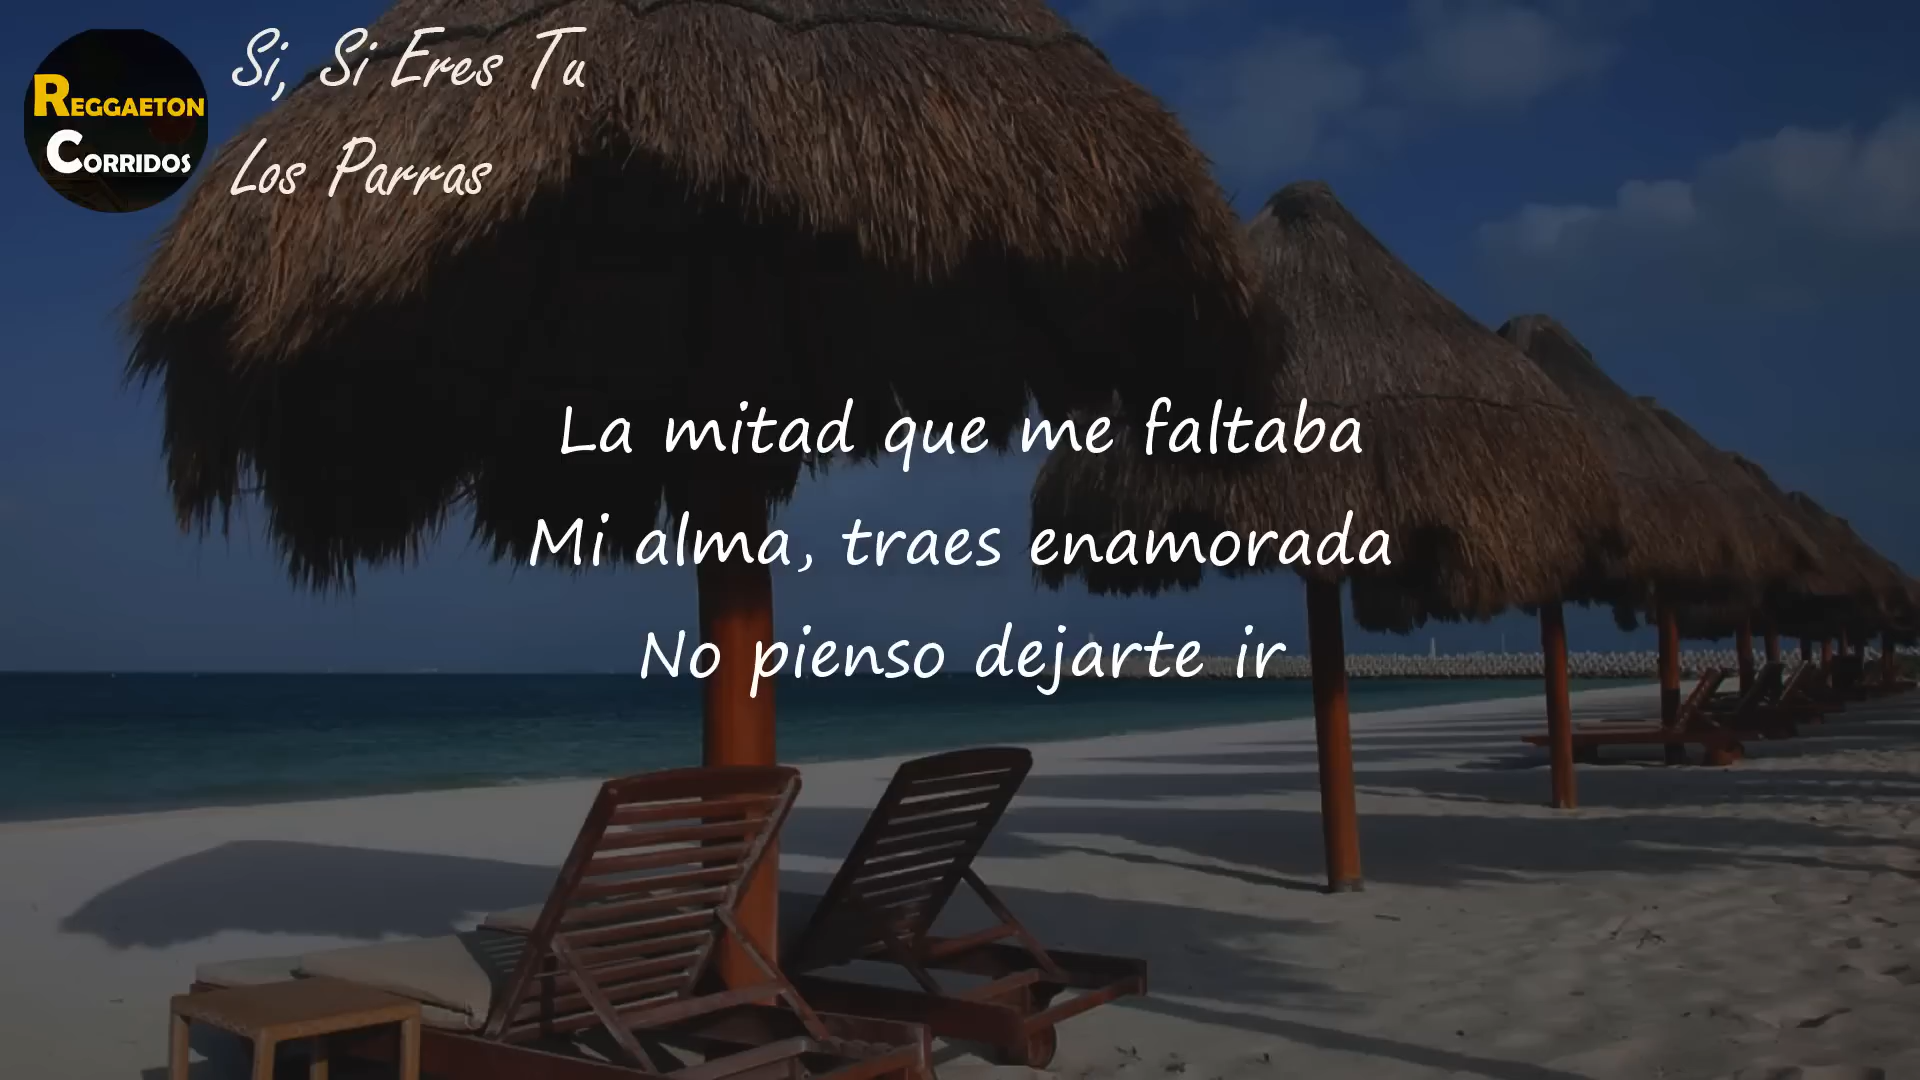 Si, Si Eres Tu
Los Parras
REGGAETON
CORRIDOS
La mitad que me faltaba
Mi alma, traes enamorada
No pienso dejarte ir